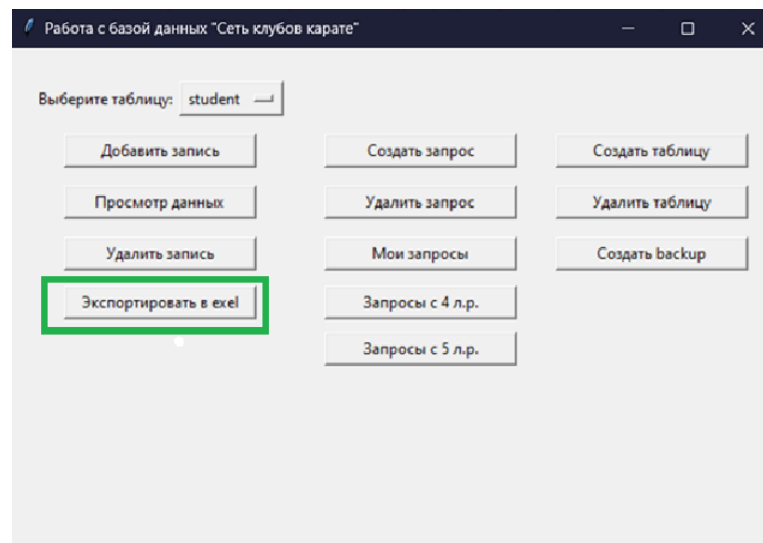 Работа с базой данных "Сеть клубов карате"
Выберите таблицу: student
Добавить запись Создать запрос Создать таблицу
Просмотр данных Удалить запрос Удалить таблицу
Удалить запись Мои запросы Создать backup
Экспортировать в exel Запросы с 4 л.р.
Запросы с 5 л.р.